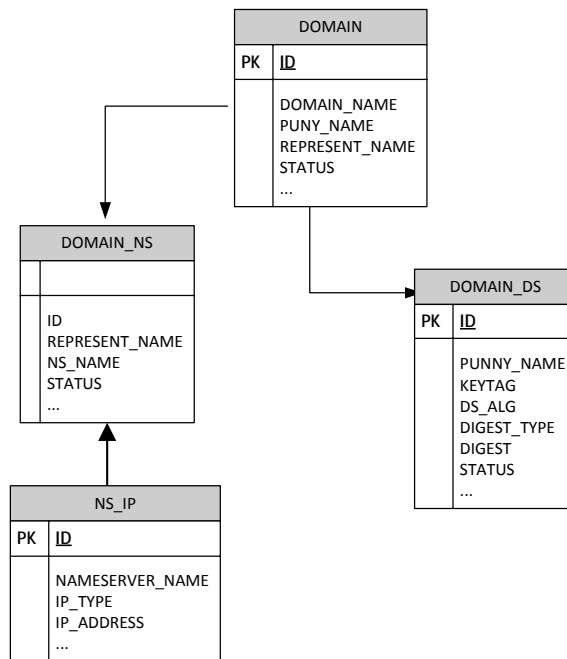 DOMAIN
PK ID
DOMAIN_NAME
PUNY_NAME
REPRESENT_NAME
STATUS
...
DOMAIN_NS
ID
REPRESENT_NAME
NS_NAME
STATUS
...
DOMAIN_DS
PK ID
PUNNY_NAME
KEYTAG
DS_ALG
DIGEST_TYPE
DIGEST
STATUS
...
NS_IP
PK ID
NAMESERVER_NAME
IP_TYPE
IP_ADDRESS
...